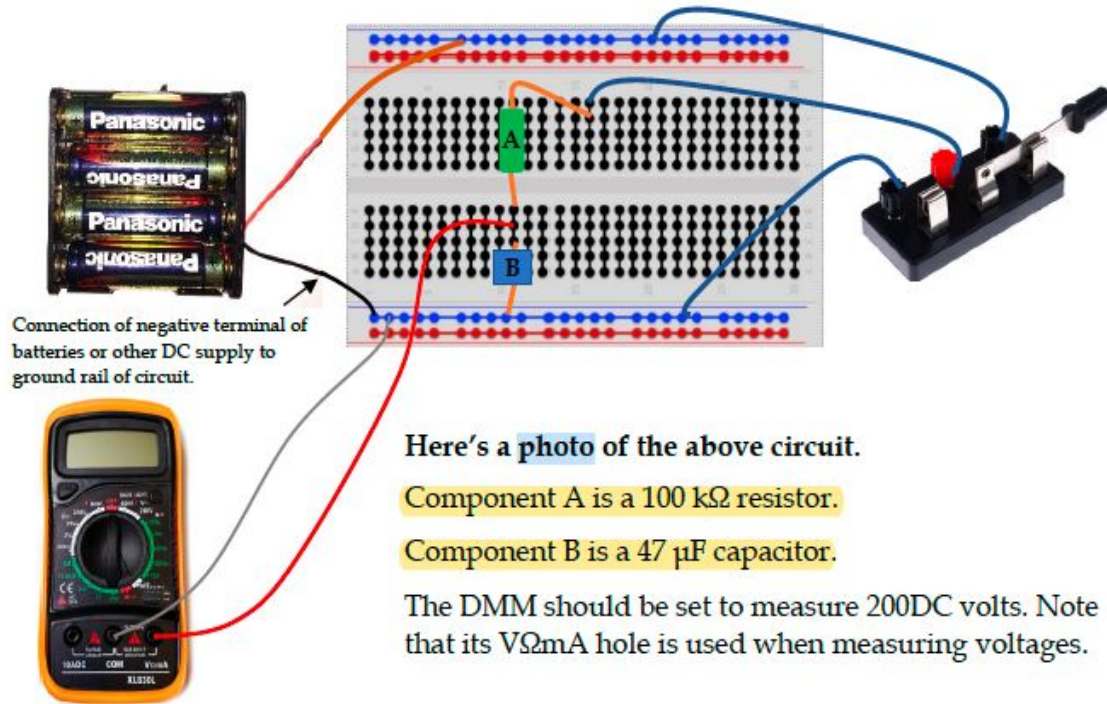 Panasonic
Panasonic
Panasonic
Panasonic
A
B
Connection of negative terminal of
batteries or other DC supply to
ground rail of circuit.
Here's a photo of the above circuit.
Component A is a 100 kΩ resistor.
Component B is a 47 μF capacitor.
The DMM should be set to measure 200DC volts. Note
that its VΩmA hole is used when measuring voltages.
10ADC COM VΩmA
XL830L